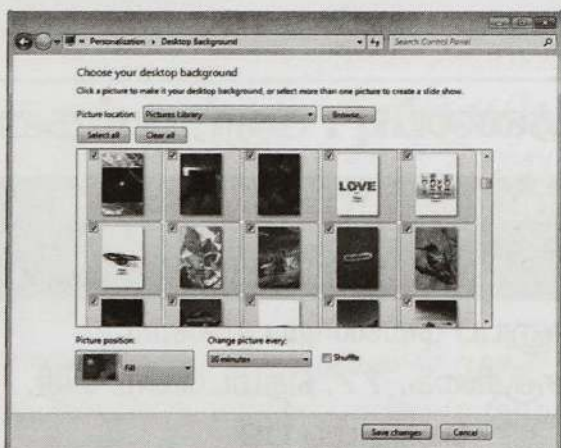 « Personalization ▸ Desktop Background
Search Control Panel
Choose your desktop background
Click a picture to make it your desktop background, or select more than one picture to create a slide show.
Picture location: Pictures Library Browse...
Select all Clear all
LOVE
Picture position: Change picture every:
Fill 30 minutes Shuffle
Save changes Cancel